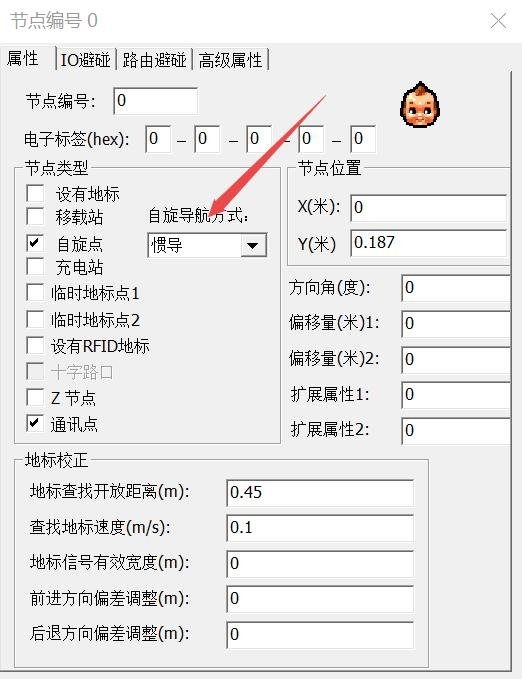 节点编号 0
属性 IO避碰 路由避碰 高级属性
节点编号: 0
电子标签(hex): 0 – 0 – 0 – 0 – 0
节点类型
设有地标
移载站
自旋导航方式:
自旋点
惯导
充电站
临时地标点1
临时地标点2
设有RFID地标
十字路口
Z 节点
通讯点
节点位置
X(米): 0
Y(米) 0.187
方向角(度): 0
偏移量(米)1: 0
偏移量(米)2: 0
扩展属性1: 0
扩展属性2: 0
地标校正
地标查找开放距离(m): 0.45
查找地标速度(m/s): 0.1
地标信号有效宽度(m): 0
前进方向偏差调整(m): 0
后退方向偏差调整(m): 0